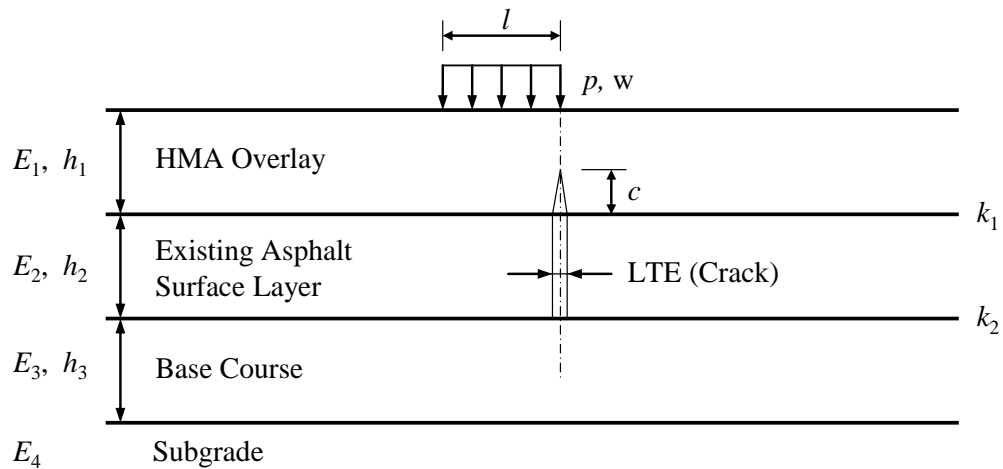 l
p, w
E1, h1
HMA Overlay
c
k1
E2, h2
Existing Asphalt
Surface Layer
LTE (Crack)
k2
E3, h3
Base Course
E4
Subgrade